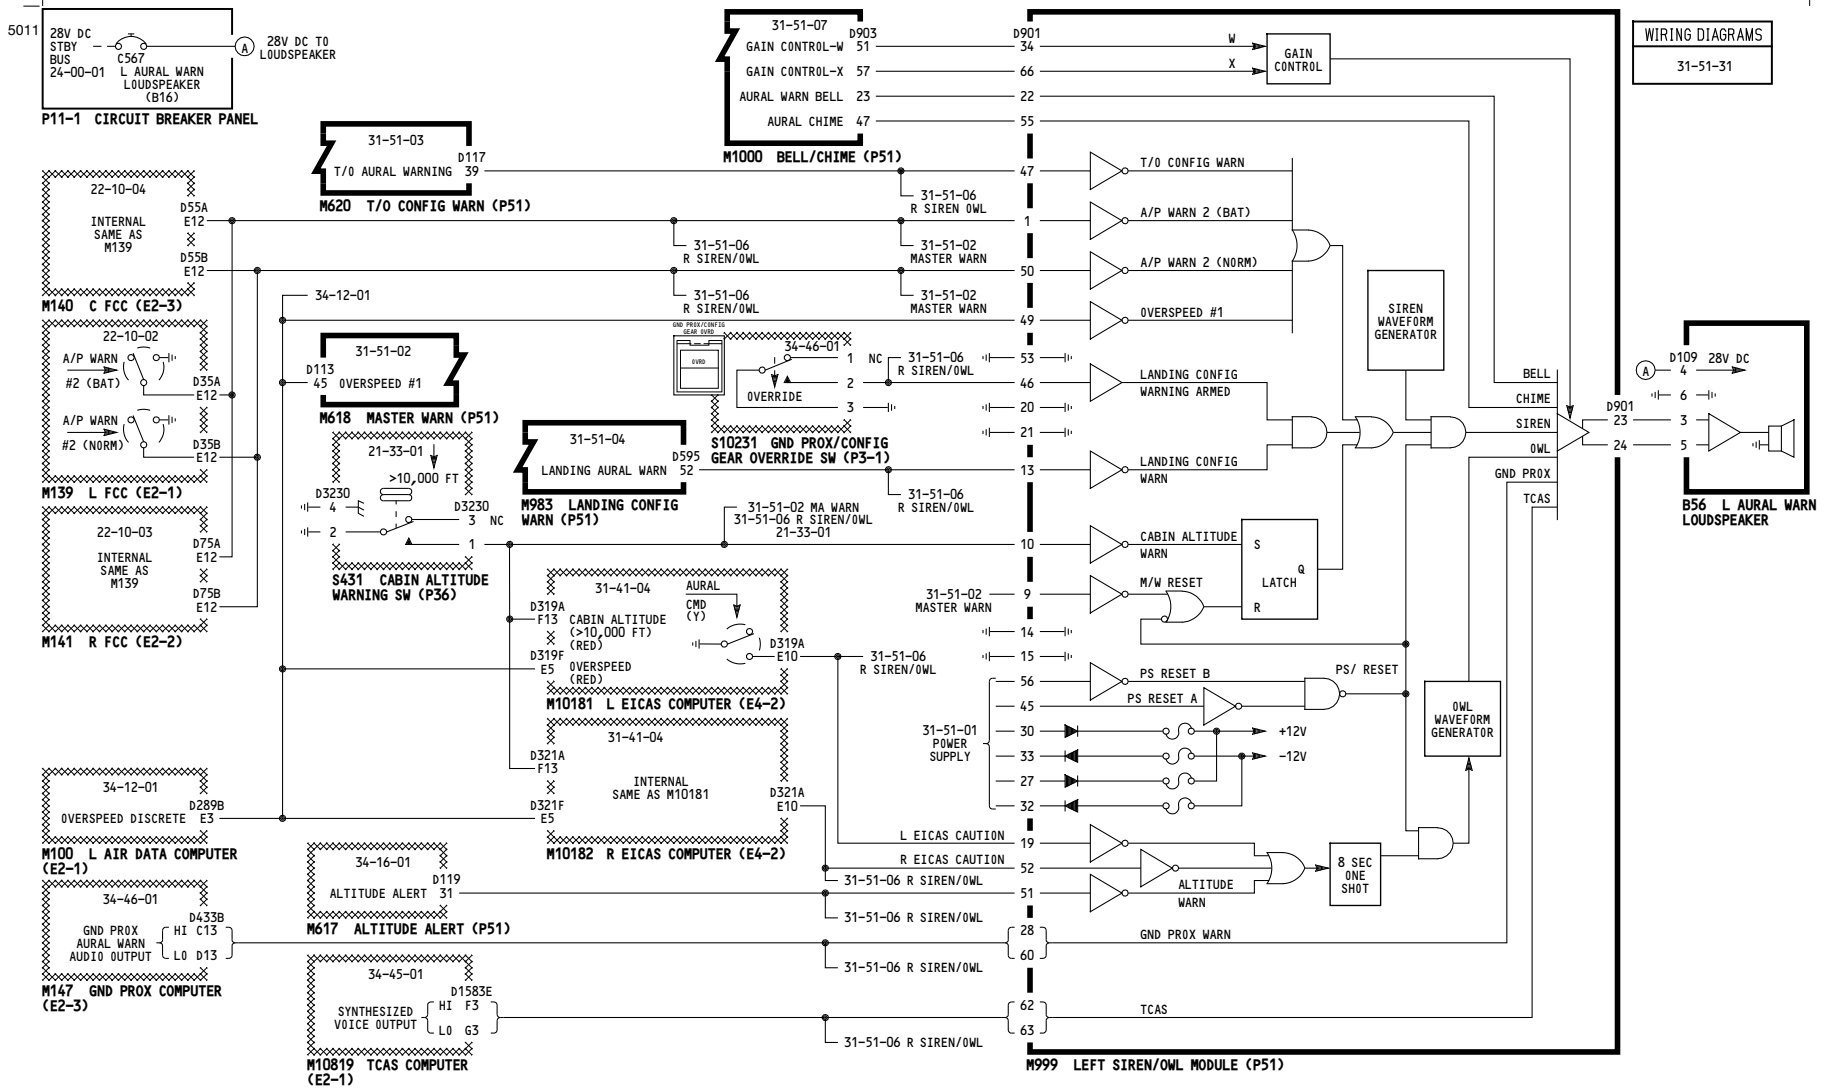 5011
28V DC
STBY
BUS
24-00-01
C567
L AURAL WARN
LOUDSPEAKER
(B16)
A
28V DC TO
LOUDSPEAKER
P11-1 CIRCUIT BREAKER PANEL
31-51-03
T/O AURAL WARNING
D117
39
M620 T/O CONFIG WARN (P51)
31-51-07
D903
GAIN CONTROL-W 51
GAIN CONTROL-X 57
AURAL WARN BELL 23
AURAL CHIME 47
M1000 BELL/CHIME (P51)
D901
34
66
22
55
W
X
GAIN
CONTROL
WIRING DIAGRAMS
31-51-31
22-10-04
INTERNAL
SAME AS
M139
D55A
E12
D55B
E12
M140 C FCC (E2-3)
22-10-02
A/P WARN
#2 (BAT)
D35A
E12
A/P WARN
#2 (NORM)
D35B
E12
M139 L FCC (E2-1)
22-10-03
INTERNAL
SAME AS
M139
D75A
E12
D75B
E12
M141 R FCC (E2-2)
31-51-06
R SIREN OWL
31-51-06
R SIREN/OWL
31-51-02
MASTER WARN
31-51-06
R SIREN/OWL
31-51-02
MASTER WARN
34-12-01
31-51-02
D113
45 OVERSPEED #1
M618 MASTER WARN (P51)
GND PROX/CONFIG
GEAR OVRD
OVRD
34-46-01
1 NC
2
3
OVERRIDE
31-51-06
R SIREN/OWL
S10231 GND PROX/CONFIG
GEAR OVERRIDE SW (P3-1)
21-33-01
>10,000 FT
D3230
4
2
D3230
3 NC
1
S431 CABIN ALTITUDE
WARNING SW (P36)
31-51-04
LANDING AURAL WARN
D595
52
M983 LANDING CONFIG
WARN (P51)
31-51-06
R SIREN/OWL
31-51-02 MA WARN
31-51-06 R SIREN/OWL
21-33-01
31-41-04
D319A
F13
CABIN ALTITUDE
(>10,000 FT)
(RED)
D319F
E5
OVERSPEED
(RED)
AURAL
CMD
(Y)
D319A
E10
M10181 L EICAS COMPUTER (E4-2)
31-51-06
R SIREN/OWL
31-41-04
D321A
F13
INTERNAL
SAME AS M10181
D321F
E5
D321A
E10
M10182 R EICAS COMPUTER (E4-2)
34-12-01
OVERSPEED DISCRETE
D289B
E3
M100 L AIR DATA COMPUTER
(E2-1)
34-16-01
ALTITUDE ALERT
D119
31
M617 ALTITUDE ALERT (P51)
34-46-01
GND PROX
AURAL WARN
AUDIO OUTPUT
D433B
HI C13
LO D13
M147 GND PROX COMPUTER
(E2-3)
34-45-01
SYNTHESIZED
VOICE OUTPUT
D1583E
HI F3
LO G3
M10819 TCAS COMPUTER
(E2-1)
31-51-02
MASTER WARN
31-51-01
POWER
SUPPLY
L EICAS CAUTION
R EICAS CAUTION
31-51-06 R SIREN/OWL
31-51-06 R SIREN/OWL
31-51-06 R SIREN/OWL
31-51-06 R SIREN/OWL
47 T/O CONFIG WARN
1 A/P WARN 2 (BAT)
50 A/P WARN 2 (NORM)
49 OVERSPEED #1
53
46 LANDING CONFIG
WARNING ARMED
20
21
13 LANDING CONFIG
WARN
10 CABIN ALTITUDE
WARN
9 M/W RESET
14
15
56 PS RESET B
45 PS RESET A
30 +12V
33 -12V
27
32
19
52
51 ALTITUDE
WARN
28
60
GND PROX WARN
62
63
TCAS
S
Q
LATCH
R
PS/ RESET
SIREN
WAVEFORM
GENERATOR
OWL
WAVEFORM
GENERATOR
8 SEC
ONE
SHOT
BELL
CHIME
SIREN
OWL
GND PROX
TCAS
D901
23
24
M999 LEFT SIREN/OWL MODULE (P51)
A
D109
4 28V DC
6
3
5
B56 L AURAL WARN
LOUDSPEAKER